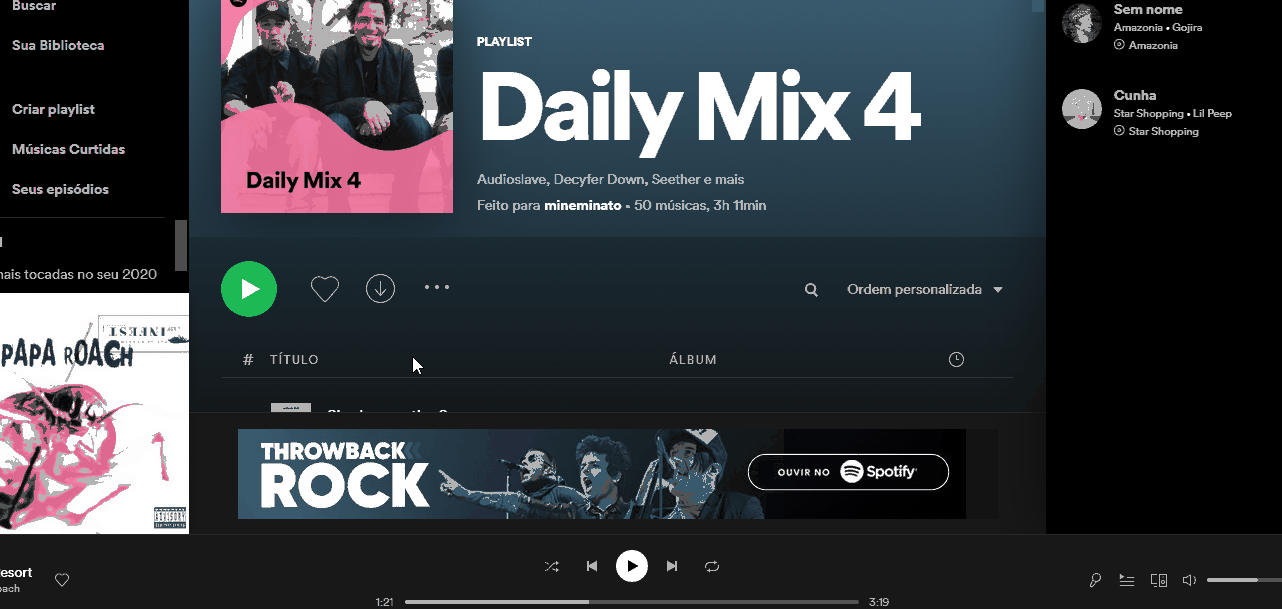 Buscar
Sua Biblioteca
Criar playlist
Músicas Curtidas
Seus episódios
nais tocadas no seu 2020
INFEST
PAPA ROACH
esort
oach
Daily Mix 4
PLAYLIST
Daily Mix 4
Audioslave, Decyfer Down, Seether e mais
Feito para mineminato • 50 músicas, 3h 11min
Ordem personalizada
# TÍTULO
ÁLBUM
THROWBACK
ROCK
OUVIR NO Spotify
1:21
3:19
Sem nome
Amazonia • Gojira
Amazonia
Cunha
Star Shopping • Lil Peep
Star Shopping